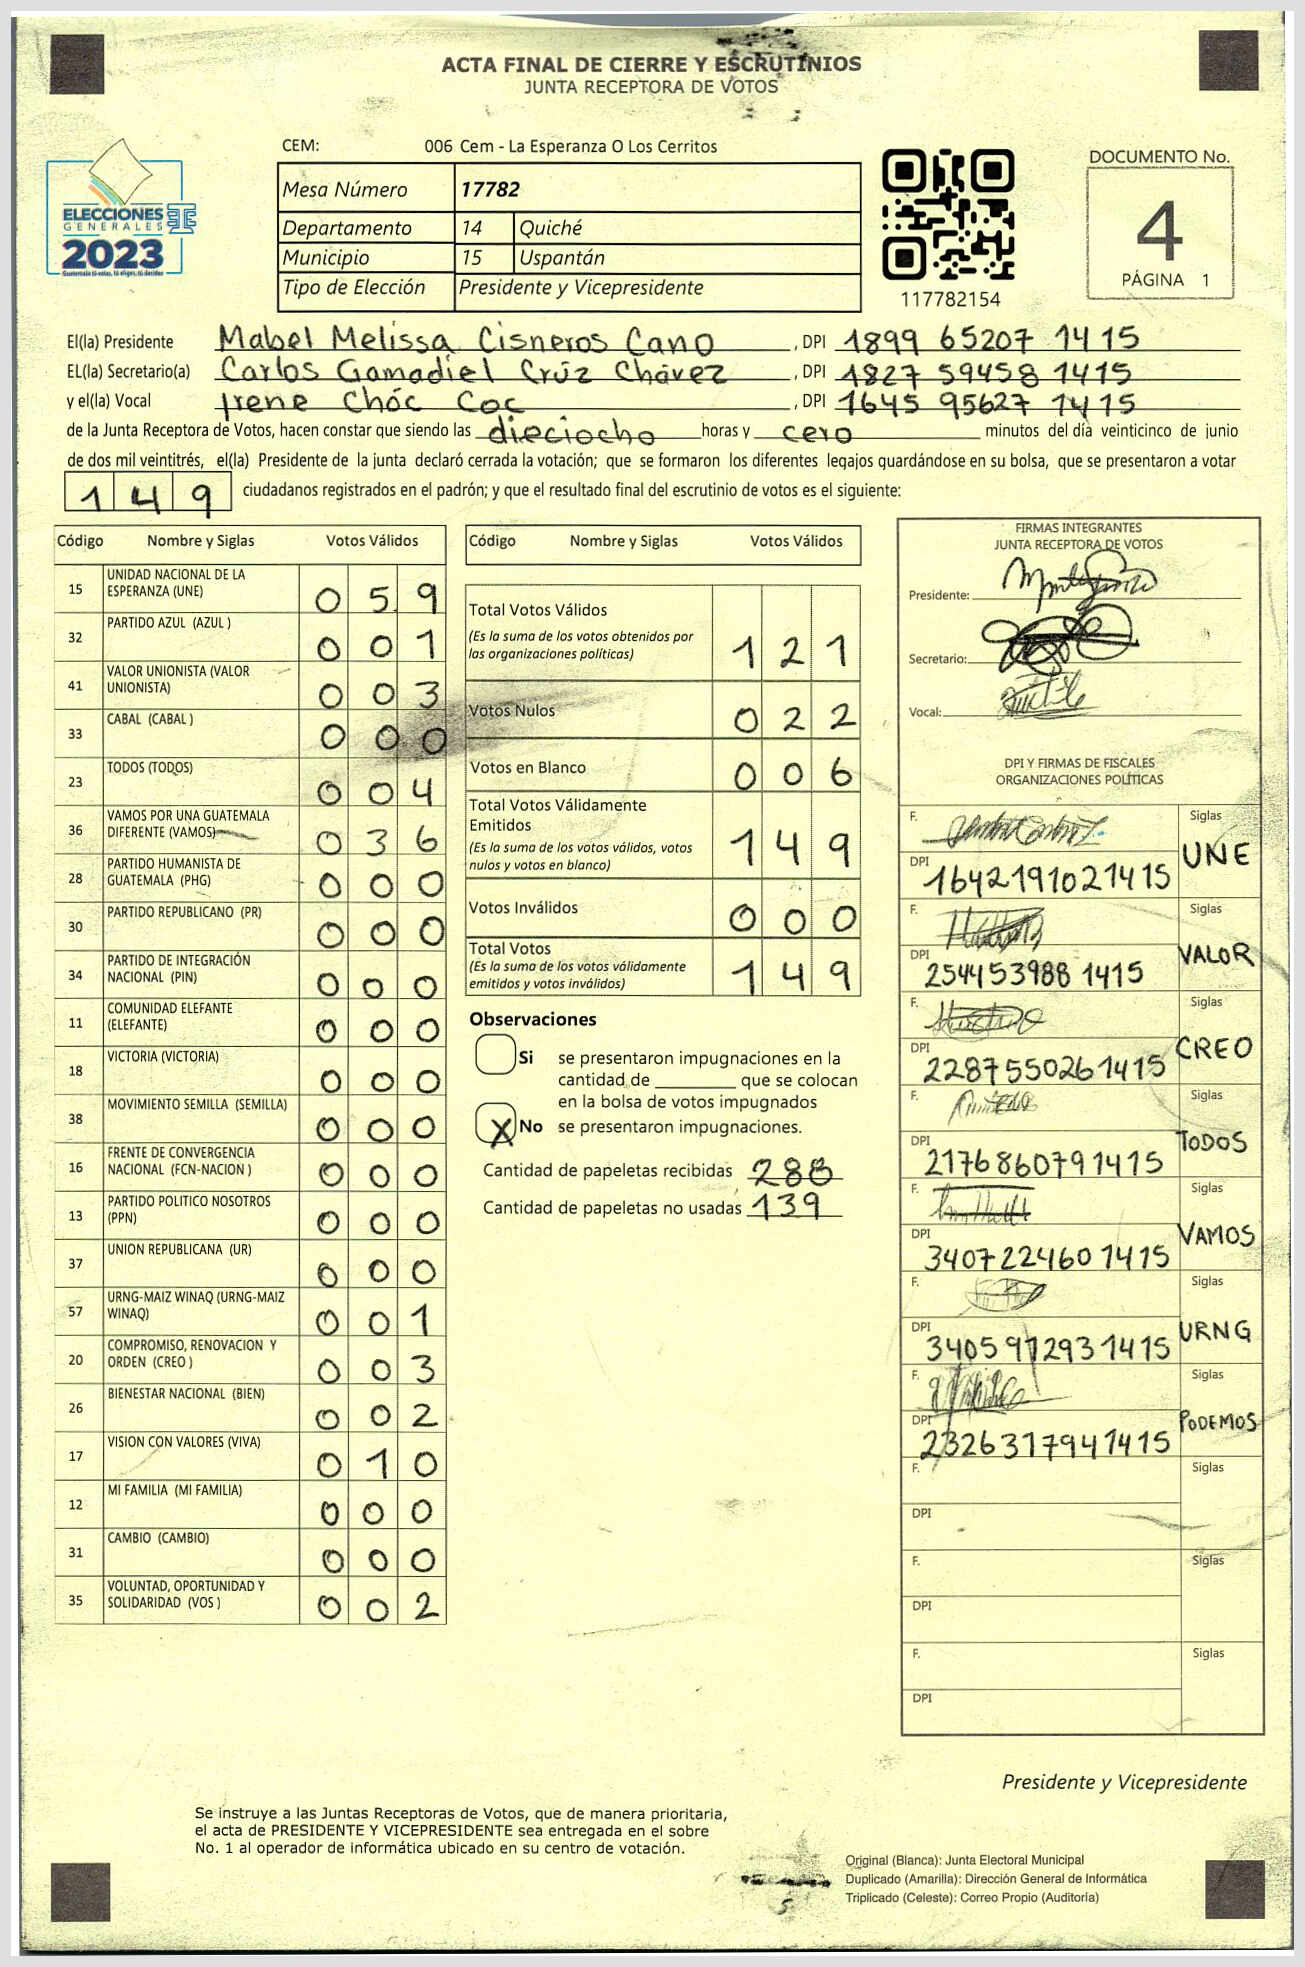 ACTA FINAL DE CIERRE Y ESCRUTINIOS
JUNTA RECEPTORA DE VOTOS
CEM: 006 Cem - La Esperanza O Los Cerritos
ELECCIONES
GENERALES
2023
Guatemala tú votas, tú eliges, tú decides
Mesa Número 17782
Departamento 14 Quiché
Municipio 15 Uspantán
Tipo de Elección Presidente y Vicepresidente
117782154
DOCUMENTO No.
4
PÁGINA 1
El(la) Presidente Mabel Melissa Cisneros Cano , DPI 1899 65207 1415
EL(la) Secretario(a) Carlos Gamadiel Crúz Chávez , DPI 1827 59458 1415
y el(la) Vocal Irene Chóc Coc , DPI 1645 95627 1415
de la Junta Receptora de Votos, hacen constar que siendo las dieciocho horas y cero minutos del día veinticinco de junio
de dos mil veintitrés, el(la) Presidente de la junta declaró cerrada la votación; que se formaron los diferentes legajos guardándose en su bolsa, que se presentaron a votar
149 ciudadanos registrados en el padrón; y que el resultado final del escrutinio de votos es el siguiente:
Código Nombre y Siglas Votos Válidos
15 UNIDAD NACIONAL DE LA ESPERANZA (UNE) 0 5 9
32 PARTIDO AZUL (AZUL ) 0 0 1
41 VALOR UNIONISTA (VALOR UNIONISTA) 0 0 3
33 CABAL (CABAL ) 0 0 0
23 TODOS (TODOS) 0 0 4
36 VAMOS POR UNA GUATEMALA DIFERENTE (VAMOS) 0 3 6
28 PARTIDO HUMANISTA DE GUATEMALA (PHG) 0 0 0
30 PARTIDO REPUBLICANO (PR) 0 0 0
34 PARTIDO DE INTEGRACIÓN NACIONAL (PIN) 0 0 0
11 COMUNIDAD ELEFANTE (ELEFANTE) 0 0 0
18 VICTORIA (VICTORIA) 0 0 0
38 MOVIMIENTO SEMILLA (SEMILLA) 0 0 0
16 FRENTE DE CONVERGENCIA NACIONAL (FCN-NACION ) 0 0 0
13 PARTIDO POLITICO NOSOTROS (PPN) 0 0 0
37 UNION REPUBLICANA (UR) 0 0 0
57 URNG-MAIZ WINAQ (URNG-MAIZ WINAQ) 0 0 1
20 COMPROMISO, RENOVACION Y ORDEN (CREO ) 0 0 3
26 BIENESTAR NACIONAL (BIEN) 0 0 2
17 VISION CON VALORES (VIVA) 0 1 0
12 MI FAMILIA (MI FAMILIA) 0 0 0
31 CAMBIO (CAMBIO) 0 0 0
35 VOLUNTAD, OPORTUNIDAD Y SOLIDARIDAD (VOS ) 0 0 2
Código Nombre y Siglas Votos Válidos
Total Votos Válidos 1 2 1
(Es la suma de los votos obtenidos por
las organizaciones políticas)
Votos Nulos 0 2 2
Votos en Blanco 0 0 6
Total Votos Válidamente
Emitidos 1 4 9
(Es la suma de los votos válidos, votos
nulos y votos en blanco)
Votos Inválidos 0 0 0
Total Votos 1 4 9
(Es la suma de los votos válidamente
emitidos y votos inválidos)
Observaciones
Si se presentaron impugnaciones en la
cantidad de ________ que se colocan
en la bolsa de votos impugnados
X No se presentaron impugnaciones.
Cantidad de papeletas recibidas 288
Cantidad de papeletas no usadas 139
FIRMAS INTEGRANTES
JUNTA RECEPTORA DE VOTOS
Presidente:
Secretario:
Vocal:
DPI Y FIRMAS DE FISCALES
ORGANIZACIONES POLÍTICAS
F. Siglas UNE
DPI 1642191021415
F. Siglas VALOR
DPI 254453988 1415
F. Siglas CREO
DPI 2287550261415
F. Siglas TODOS
DPI 2176860791415
F. Siglas VAMOS
DPI 3407224601415
F. Siglas URNG
DPI 3405972931415
F. Siglas PODEMOS
DPI 2326317941415
F. Siglas
DPI
F. Siglas
DPI
F. Siglas
DPI
Presidente y Vicepresidente
Se instruye a las Juntas Receptoras de Votos, que de manera prioritaria,
el acta de PRESIDENTE Y VICEPRESIDENTE sea entregada en el sobre
No. 1 al operador de informática ubicado en su centro de votación.
Original (Blanca): Junta Electoral Municipal
Duplicado (Amarilla): Dirección General de Informática
Triplicado (Celeste): Correo Propio (Auditoría)